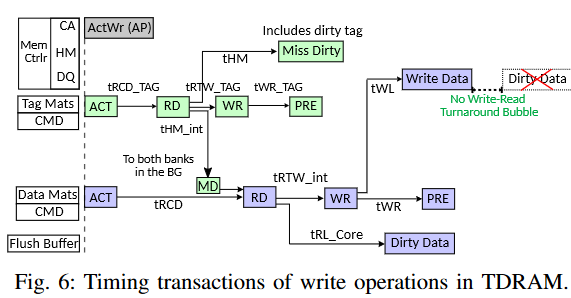 CA
ActWr (AP)
Includes dirty tag
Mem
Ctrlr
HM
tHM
Miss Dirty
DQ
tRCD_TAG
tRTW_TAG
tWR_TAG
Write Data
Dirty Data
tWL
Tag Mats
ACT
RD
WR
PRE
No Write-Read
Turnaround Bubble
CMD
tHM_int
To both banks
in the BG
MD
tRTW_int
Data Mats
ACT
RD
WR
PRE
tRCD
tWR
CMD
tRL_Core
Flush Buffer
Dirty Data
Fig. 6: Timing transactions of write operations in TDRAM.